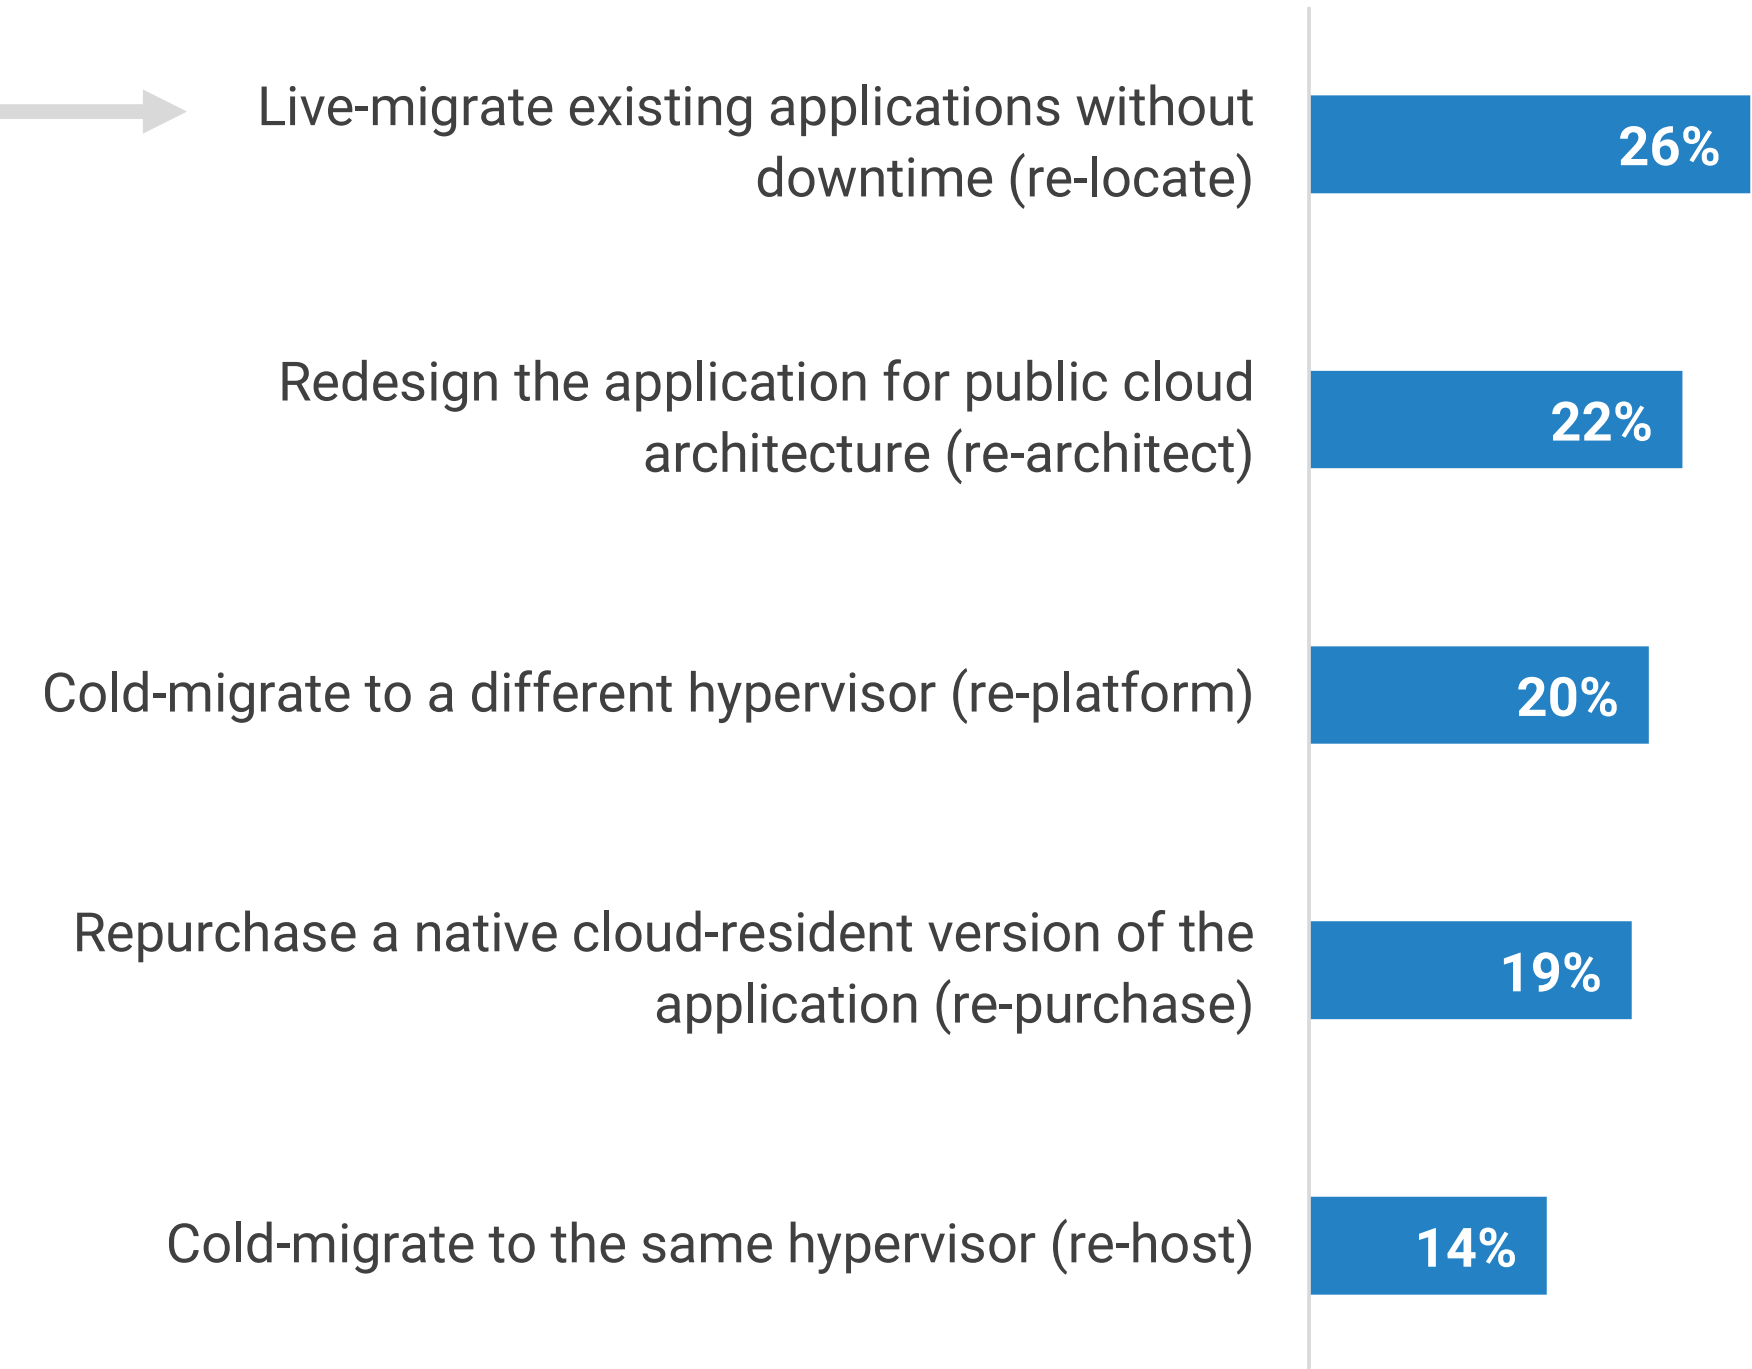 Live-migrate existing applications without
downtime (re-locate)
26%
Redesign the application for public cloud
architecture (re-architect)
22%
Cold-migrate to a different hypervisor (re-platform)
20%
Repurchase a native cloud-resident version of the
application (re-purchase)
19%
Cold-migrate to the same hypervisor (re-host)
14%